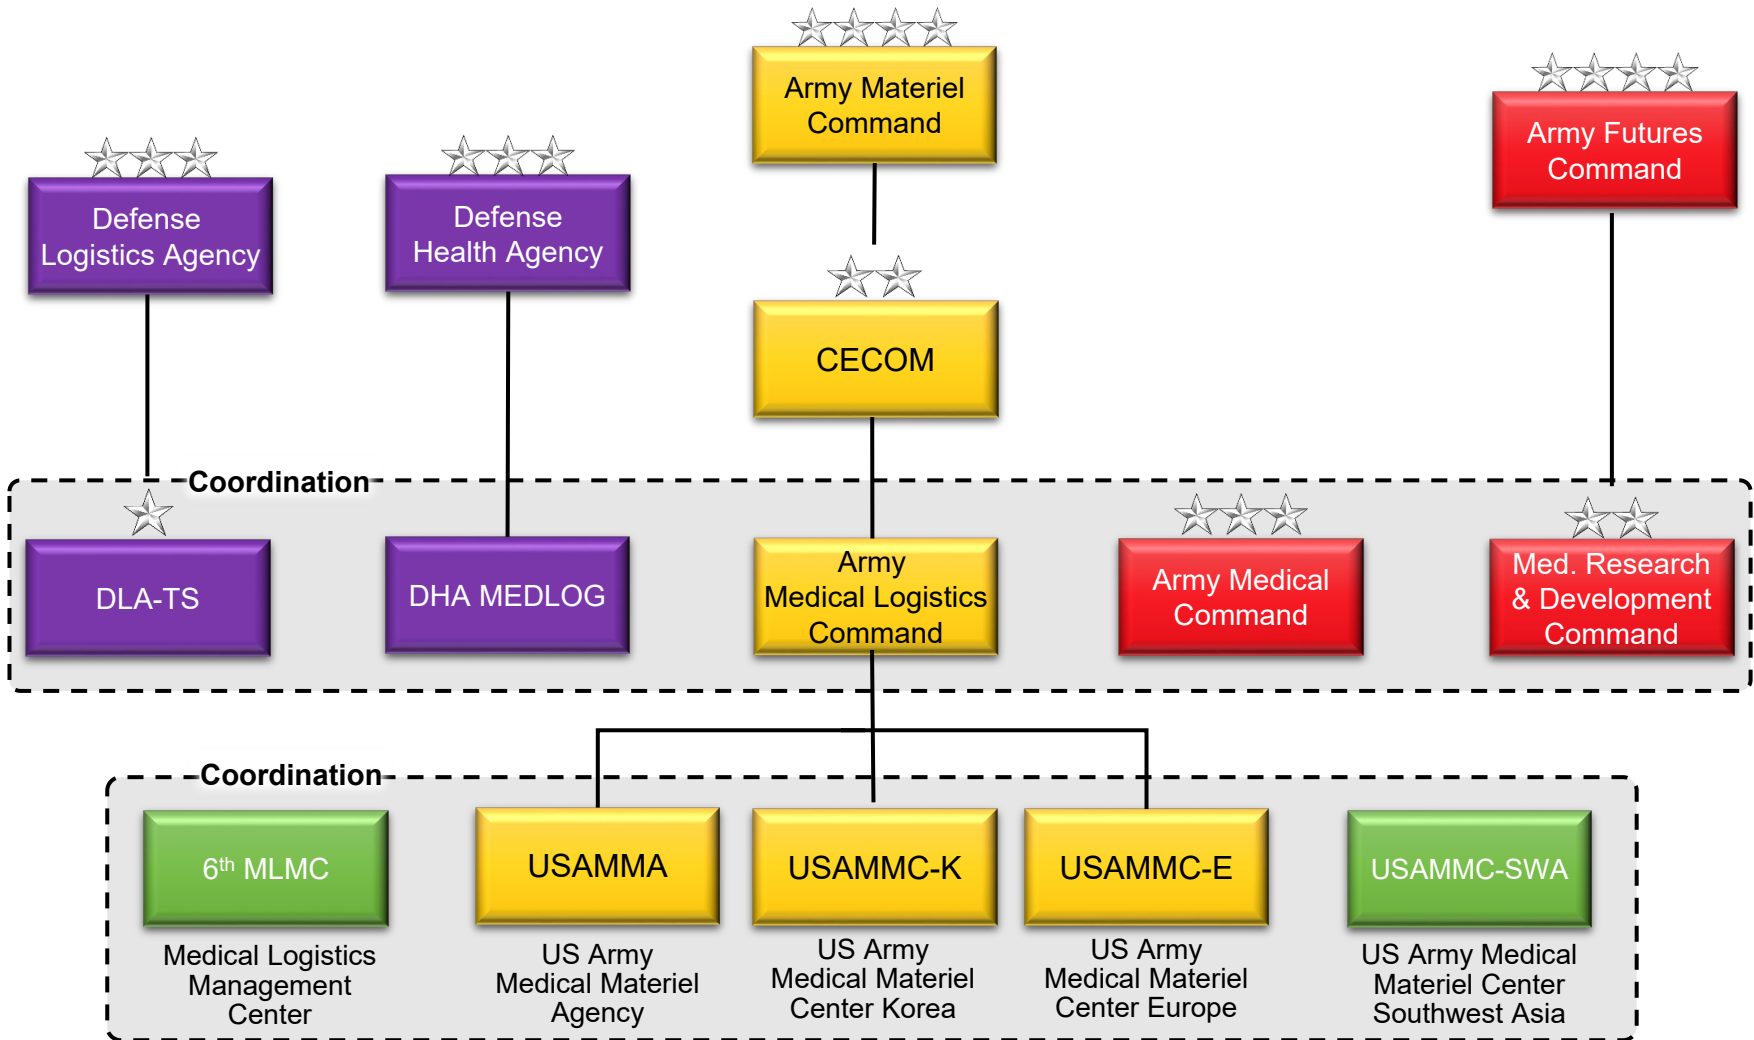 Army Materiel
Command
Army Futures
Command
Defense
Logistics Agency
Defense
Health Agency
CECOM
Coordination
DLA-TS
DHA MEDLOG
Army
Medical Logistics
Command
Army Medical
Command
Med. Research
& Development
Command
Coordination
6th MLMC
USAMMA
USAMMC-K
USAMMC-E
USAMMC-SWA
Medical Logistics
Management
Center
US Army
Medical Materiel
Agency
US Army
Medical Materiel
Center Korea
US Army
Medical Materiel
Center Europe
US Army Medical
Materiel Center
Southwest Asia